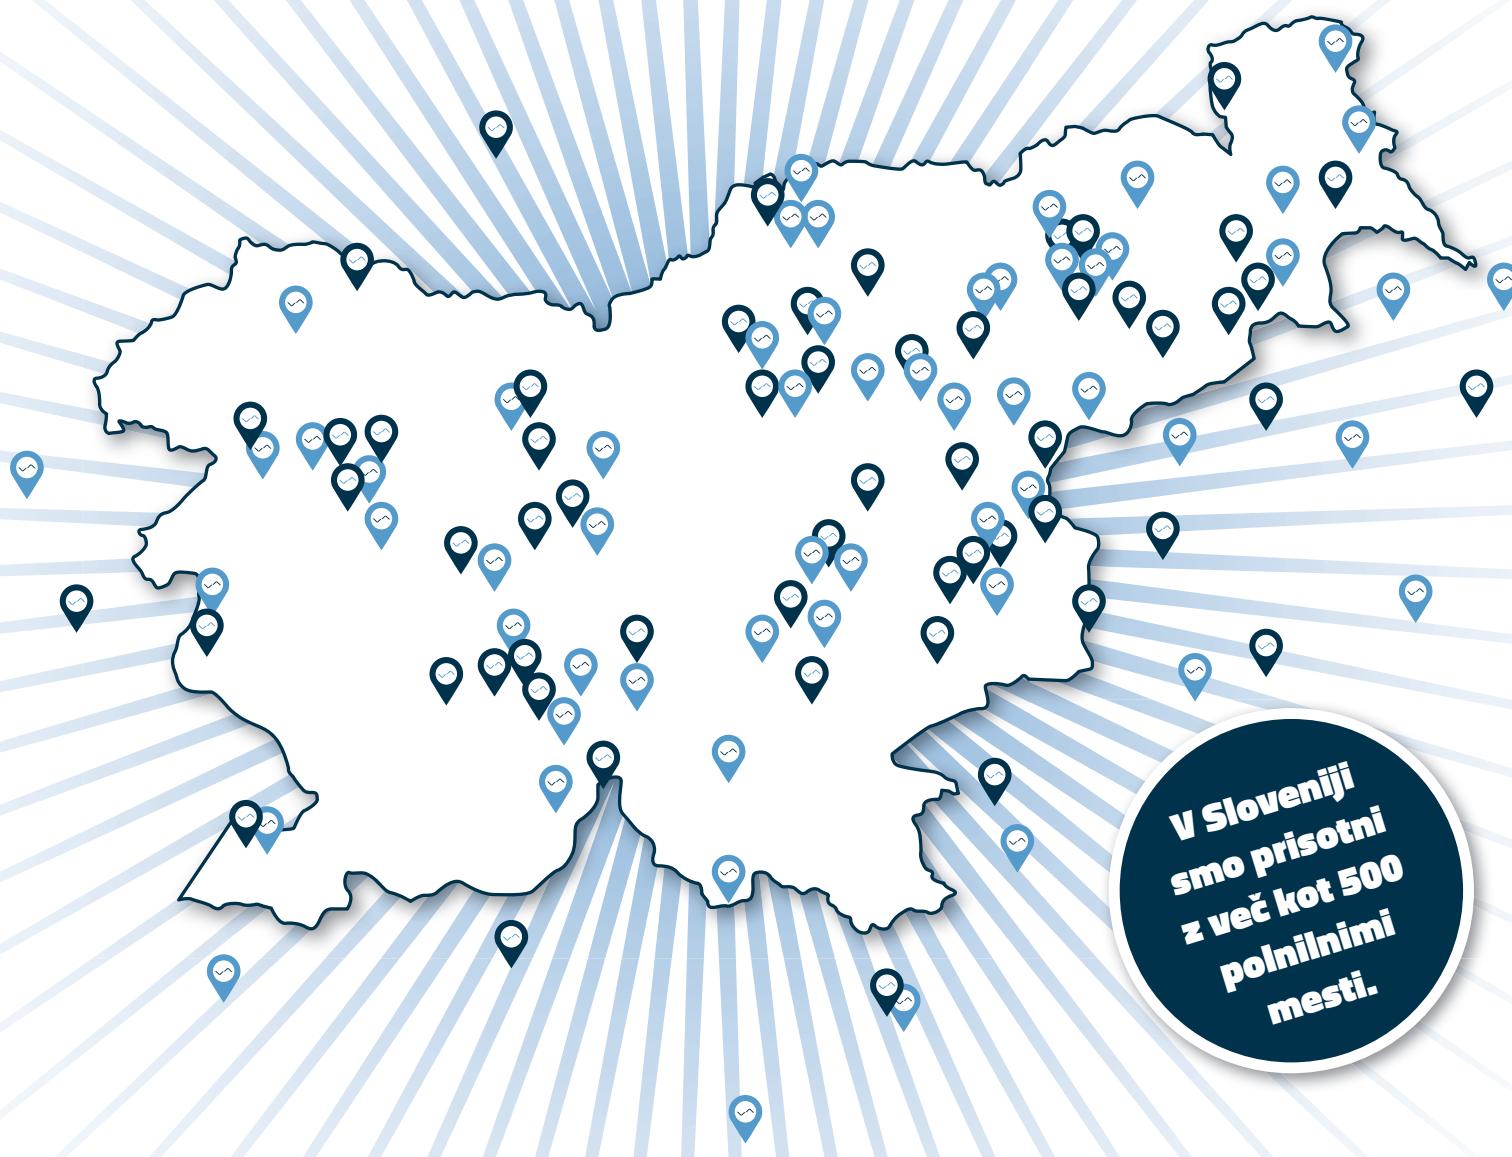 V Sloveniji
smo prisotni
z več kot 500
polnilnimi
mesti.